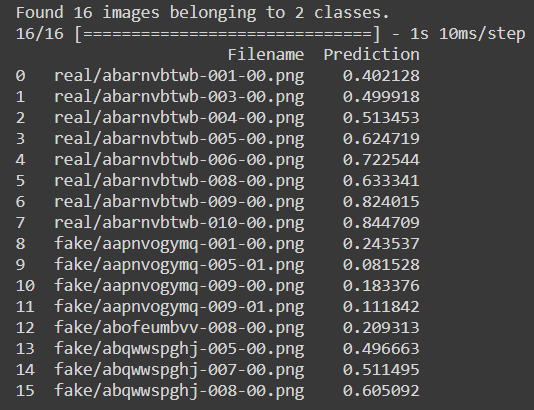 Found 16 images belonging to 2 classes.
16/16 [==============================] - 1s 10ms/step
Filename Prediction
0 real/abarnvbtwb-001-00.png 0.402128
1 real/abarnvbtwb-003-00.png 0.499918
2 real/abarnvbtwb-004-00.png 0.513453
3 real/abarnvbtwb-005-00.png 0.624719
4 real/abarnvbtwb-006-00.png 0.722544
5 real/abarnvbtwb-008-00.png 0.633341
6 real/abarnvbtwb-009-00.png 0.824015
7 real/abarnvbtwb-010-00.png 0.844709
8 fake/aapnvogymq-001-00.png 0.243537
9 fake/aapnvogymq-005-01.png 0.081528
10 fake/aapnvogymq-009-00.png 0.183376
11 fake/aapnvogymq-009-01.png 0.111842
12 fake/abofeumbvv-008-00.png 0.209313
13 fake/abqwwspghj-005-00.png 0.496663
14 fake/abqwwspghj-007-00.png 0.511495
15 fake/abqwwspghj-008-00.png 0.605092